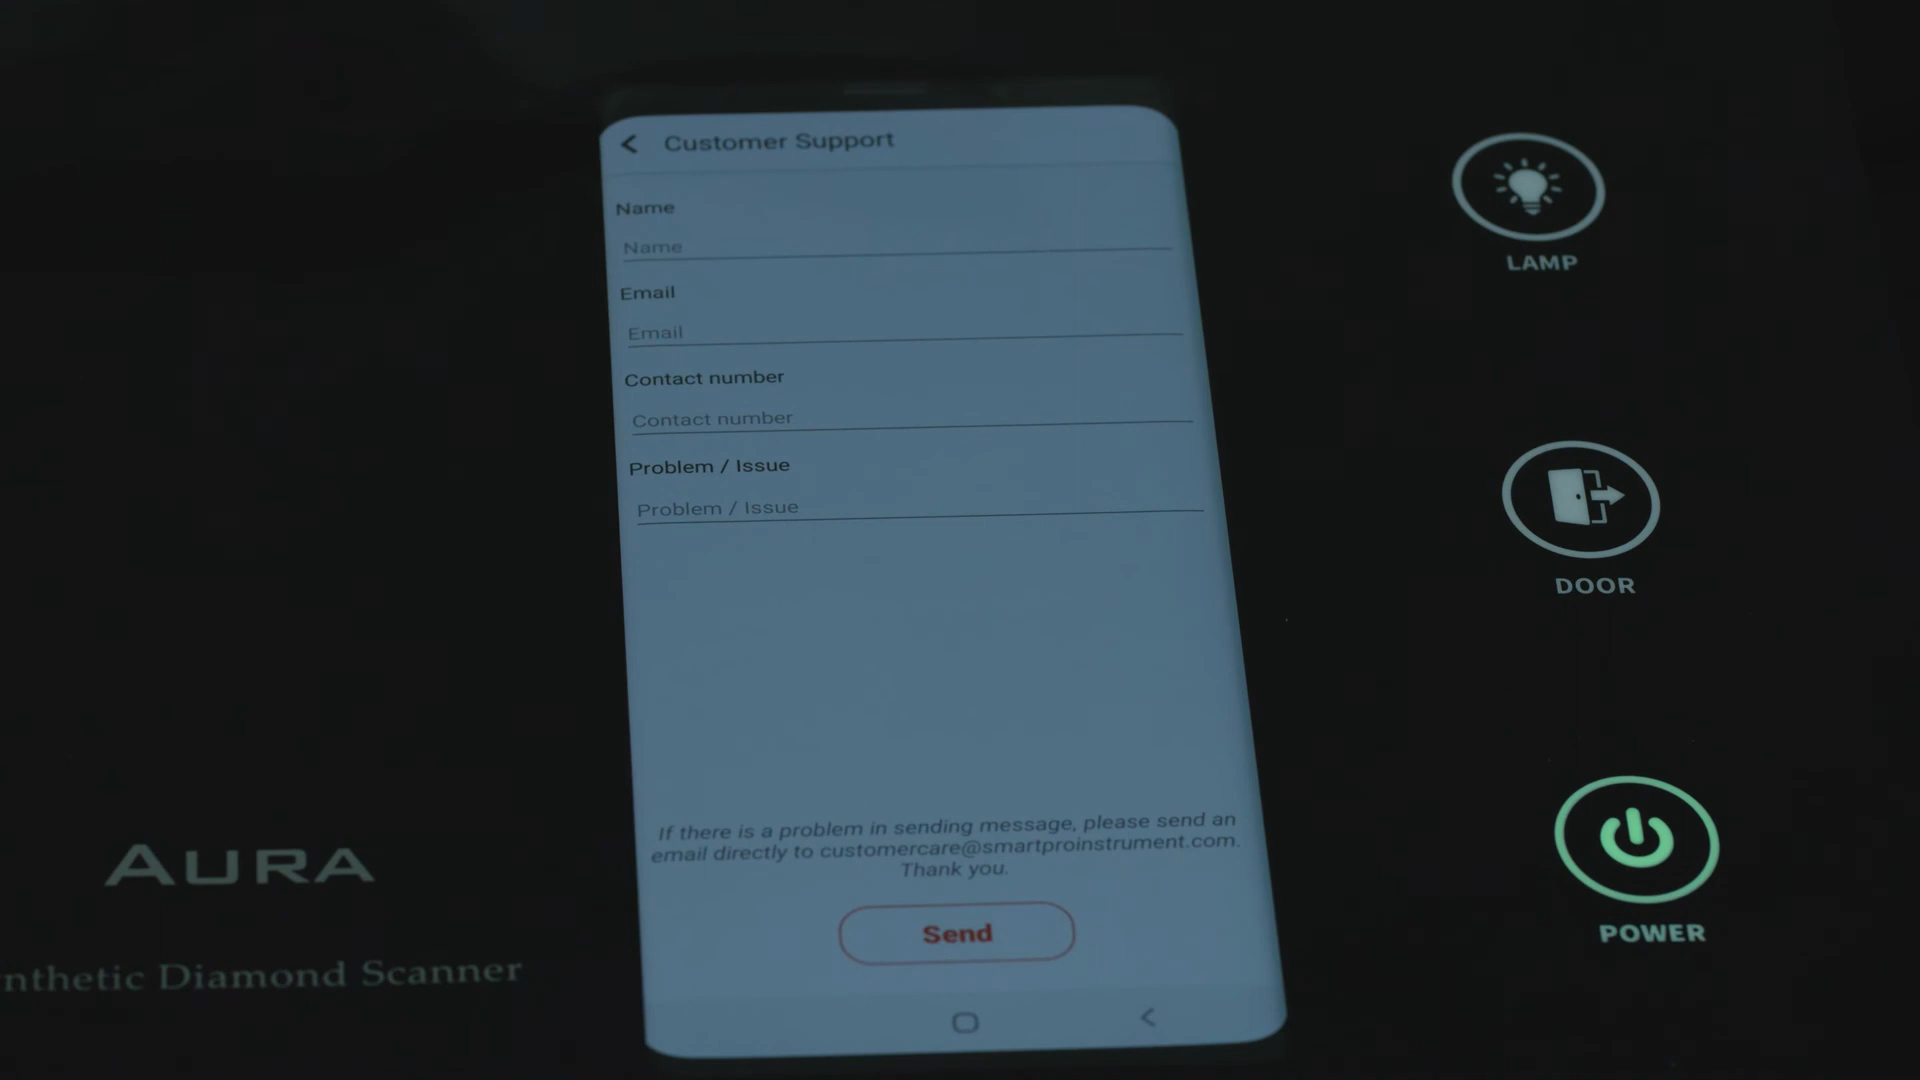 Customer Support
Name
Name
Email
Email
Contact number
Contact number
Problem / Issue
Problem / Issue
If there is a problem in sending message, please send an
email directly to customercare@smartproinstrument.com.
Thank you.
Send
LAMP
DOOR
POWER
AURA
nthetic Diamond Scanner